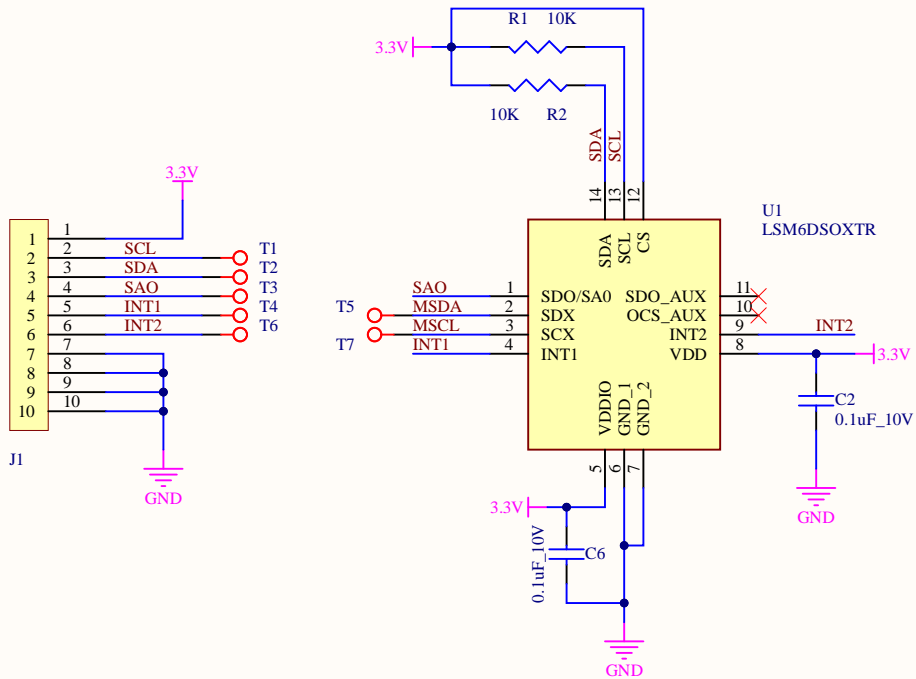 R1 10K
3.3V
10K R2
SDA
SCL
14
13
12
3.3V
U1
LSM6DSOXTR
SDA
SCL
CS
1 1
2 2 SCL T1
3 3 SDA T2
4 4 SAO T3
5 5 INT1 T4
6 6 INT2 T6
7 7
8 8
9 9
10 10
J1
GND
SAO 1 SDO/SA0
T5 MSDA 2 SDX
T7 MSCL 3 SCX
INT1 4 INT1
SDO_AUX 11
OCS_AUX 10
INT2 9 INT2
VDD 8 3.3V
VDDIO
GND_1
GND_2
5
6
7
C2
0.1uF_10V
GND
3.3V
0.1uF_10V
C6
GND